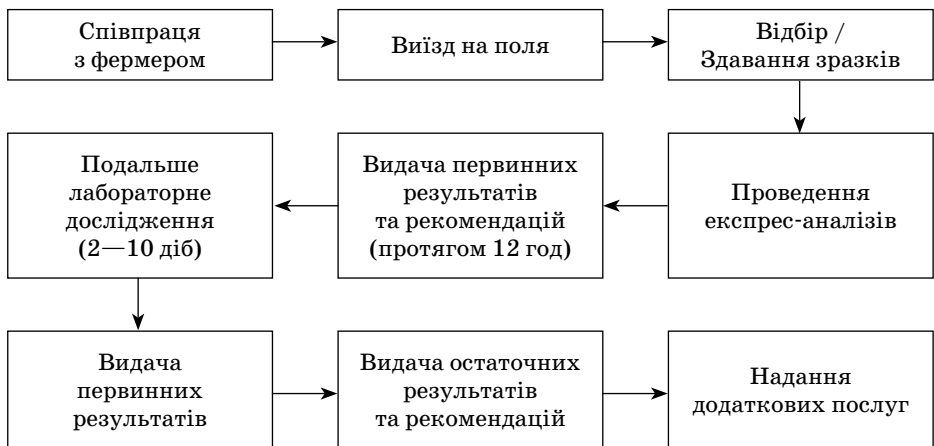 Співпраця
з фермером
Виїзд на поля
Відбір /
Здавання зразків
Проведення
експрес-аналізів
Видача первинних
результатів
та рекомендацій
(протягом 12 год)
Подальше
лабораторне
дослідження
(2—10 діб)
Видача
первинних
результатів
Видача остаточних
результатів
та рекомендацій
Надання
додаткових послуг